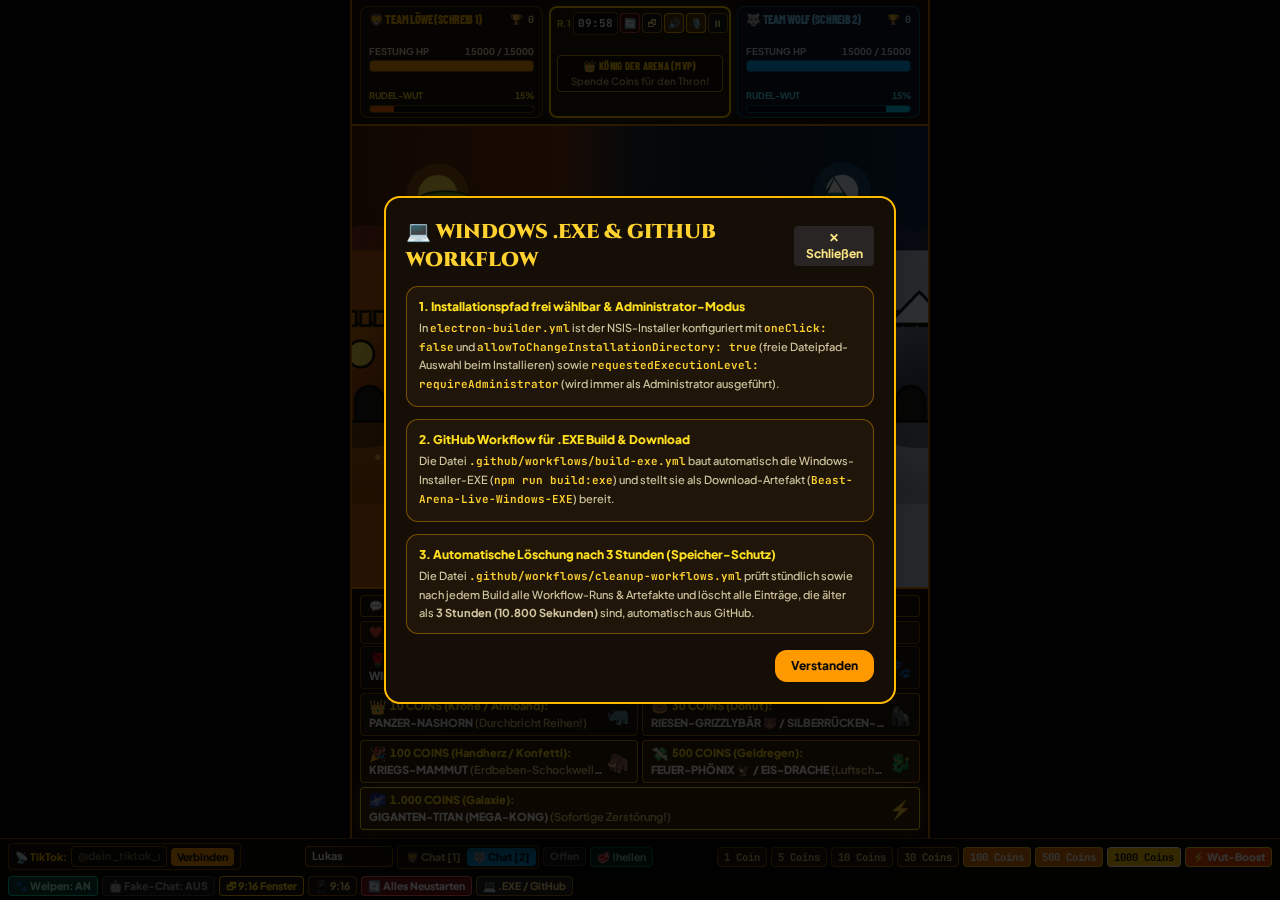 🦁 TEAM LÖWE (SCHREIB 1) 🏆 0
FESTUNG HP 15000 / 15000
RUDEL-WUT 15%
R.1 09:58
👑 KÖNIG DER ARENA (MVP)
Spende Coins für den Thron!
🐺 TEAM WOLF (SCHREIB 2) 🏆 0
FESTUNG HP 15000 / 15000
RUDEL-WUT 15%
💻 WINDOWS .EXE & GITHUB
WORKFLOW
✕
Schließen
1. Installationspfad frei wählbar & Administrator-Modus
In electron-builder.yml ist der NSIS-Installer konfiguriert mit oneClick:
false und allowToChangeInstallationDirectory: true (freie Dateipfad-
Auswahl beim Installieren) sowie requestedExecutionLevel:
requireAdministrator (wird immer als Administrator ausgeführt).
2. GitHub Workflow für .EXE Build & Download
Die Datei .github/workflows/build-exe.yml baut automatisch die Windows-
Installer-EXE (npm run build:exe) und stellt sie als Download-Artefakt (Beast-
Arena-Live-Windows-EXE) bereit.
3. Automatische Löschung nach 3 Stunden (Speicher-Schutz)
Die Datei .github/workflows/cleanup-workflows.yml prüft stündlich sowie
nach jedem Build alle Workflow-Runs & Artefakte und löscht alle Einträge, die älter
als 3 Stunden (10.800 Sekunden) sind, automatisch aus GitHub.
Verstanden
10 COINS (Krone / Armband):
PANZER-NASHORN (Durchbricht Reihen!)
30 COINS (Donut):
RIESEN-GRIZZLYBÄR 🐻 / SILBERRÜCKEN-...
100 COINS (Handherz / Konfetti):
KRIEGS-MAMMUT (Erdbeben-Schockwell...
500 COINS (Geldregen):
FEUER-PHÖNIX 🦅 / EIS-DRACHE (Luftsch...
1.000 COINS (Galaxie):
GIGANTEN-TITAN (MEGA-KONG) (Sofortige Zerstörung!)
📡 TikTok: @dein_tiktok_ Verbinden Lukas 🦁 Chat [1] 🐺 Chat [2] Offen !heilen 1 Coin 5 Coins 10 Coins 30 Coins 100 Coins 500 Coins 1000 Coins ⚡ Wut-Boost
🐾 Welpen: AN 🤖 Fake-Chat: AUS 🗗 9:16 Fenster 📱 9:16 🔄 Alles Neustarten 💻 .EXE / GitHub